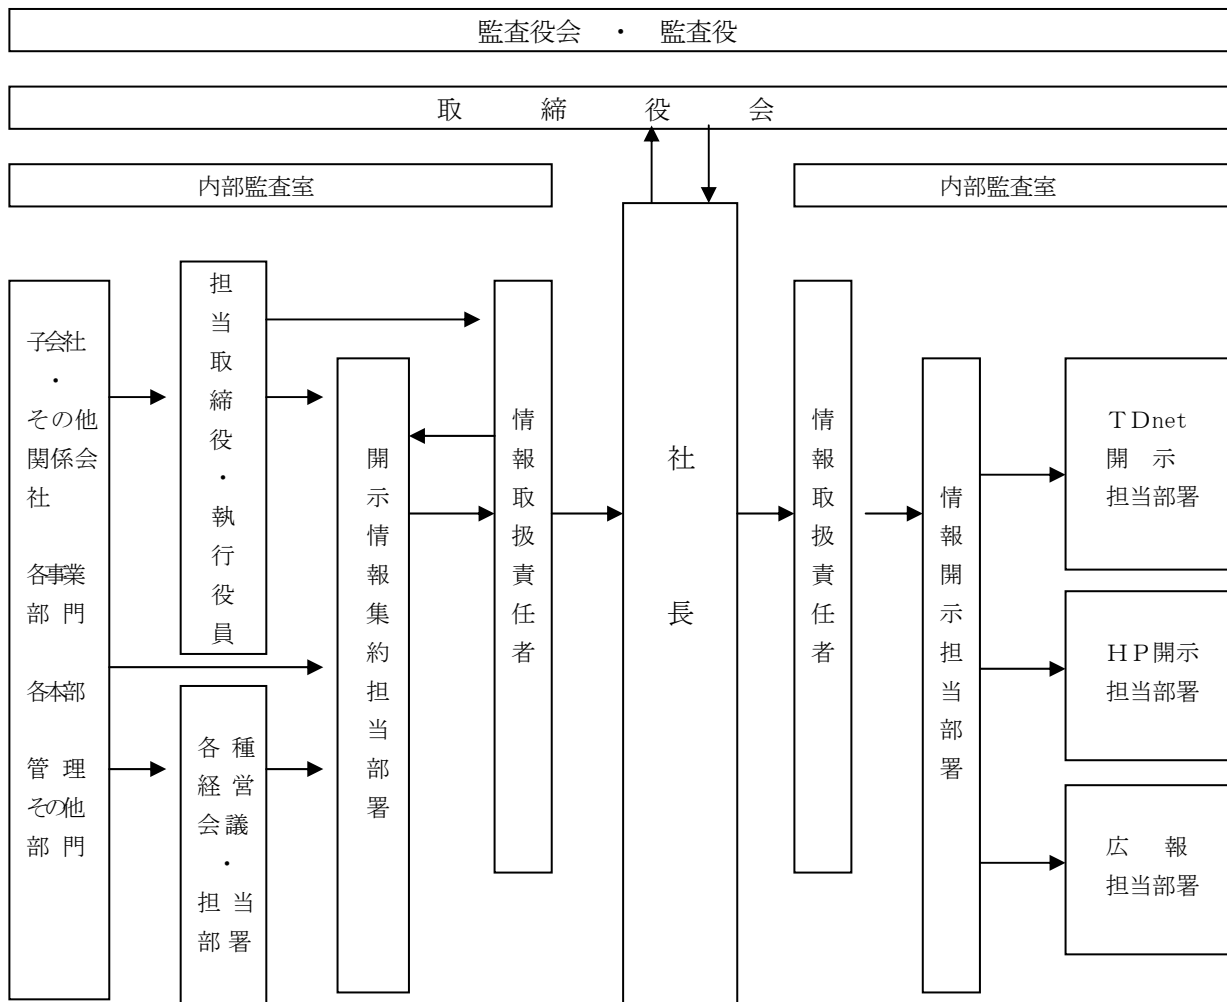 監査役会　・　監査役
取　締　役　会
内部監査室
内部監査室
子会社
・
その他
関係会
社
各事業
部 門
各本部
管 理
その他
部 門
担当取締役・執行役員
各 種
経 営
会 議
・
担 当
部 署
開示情報集約担当部署
情報取扱責任者
社長
情報取扱責任者
情報開示担当部署
ＴＤnet
開　示
担当部署
ＨＰ開示
担当部署
広　報
担当部署